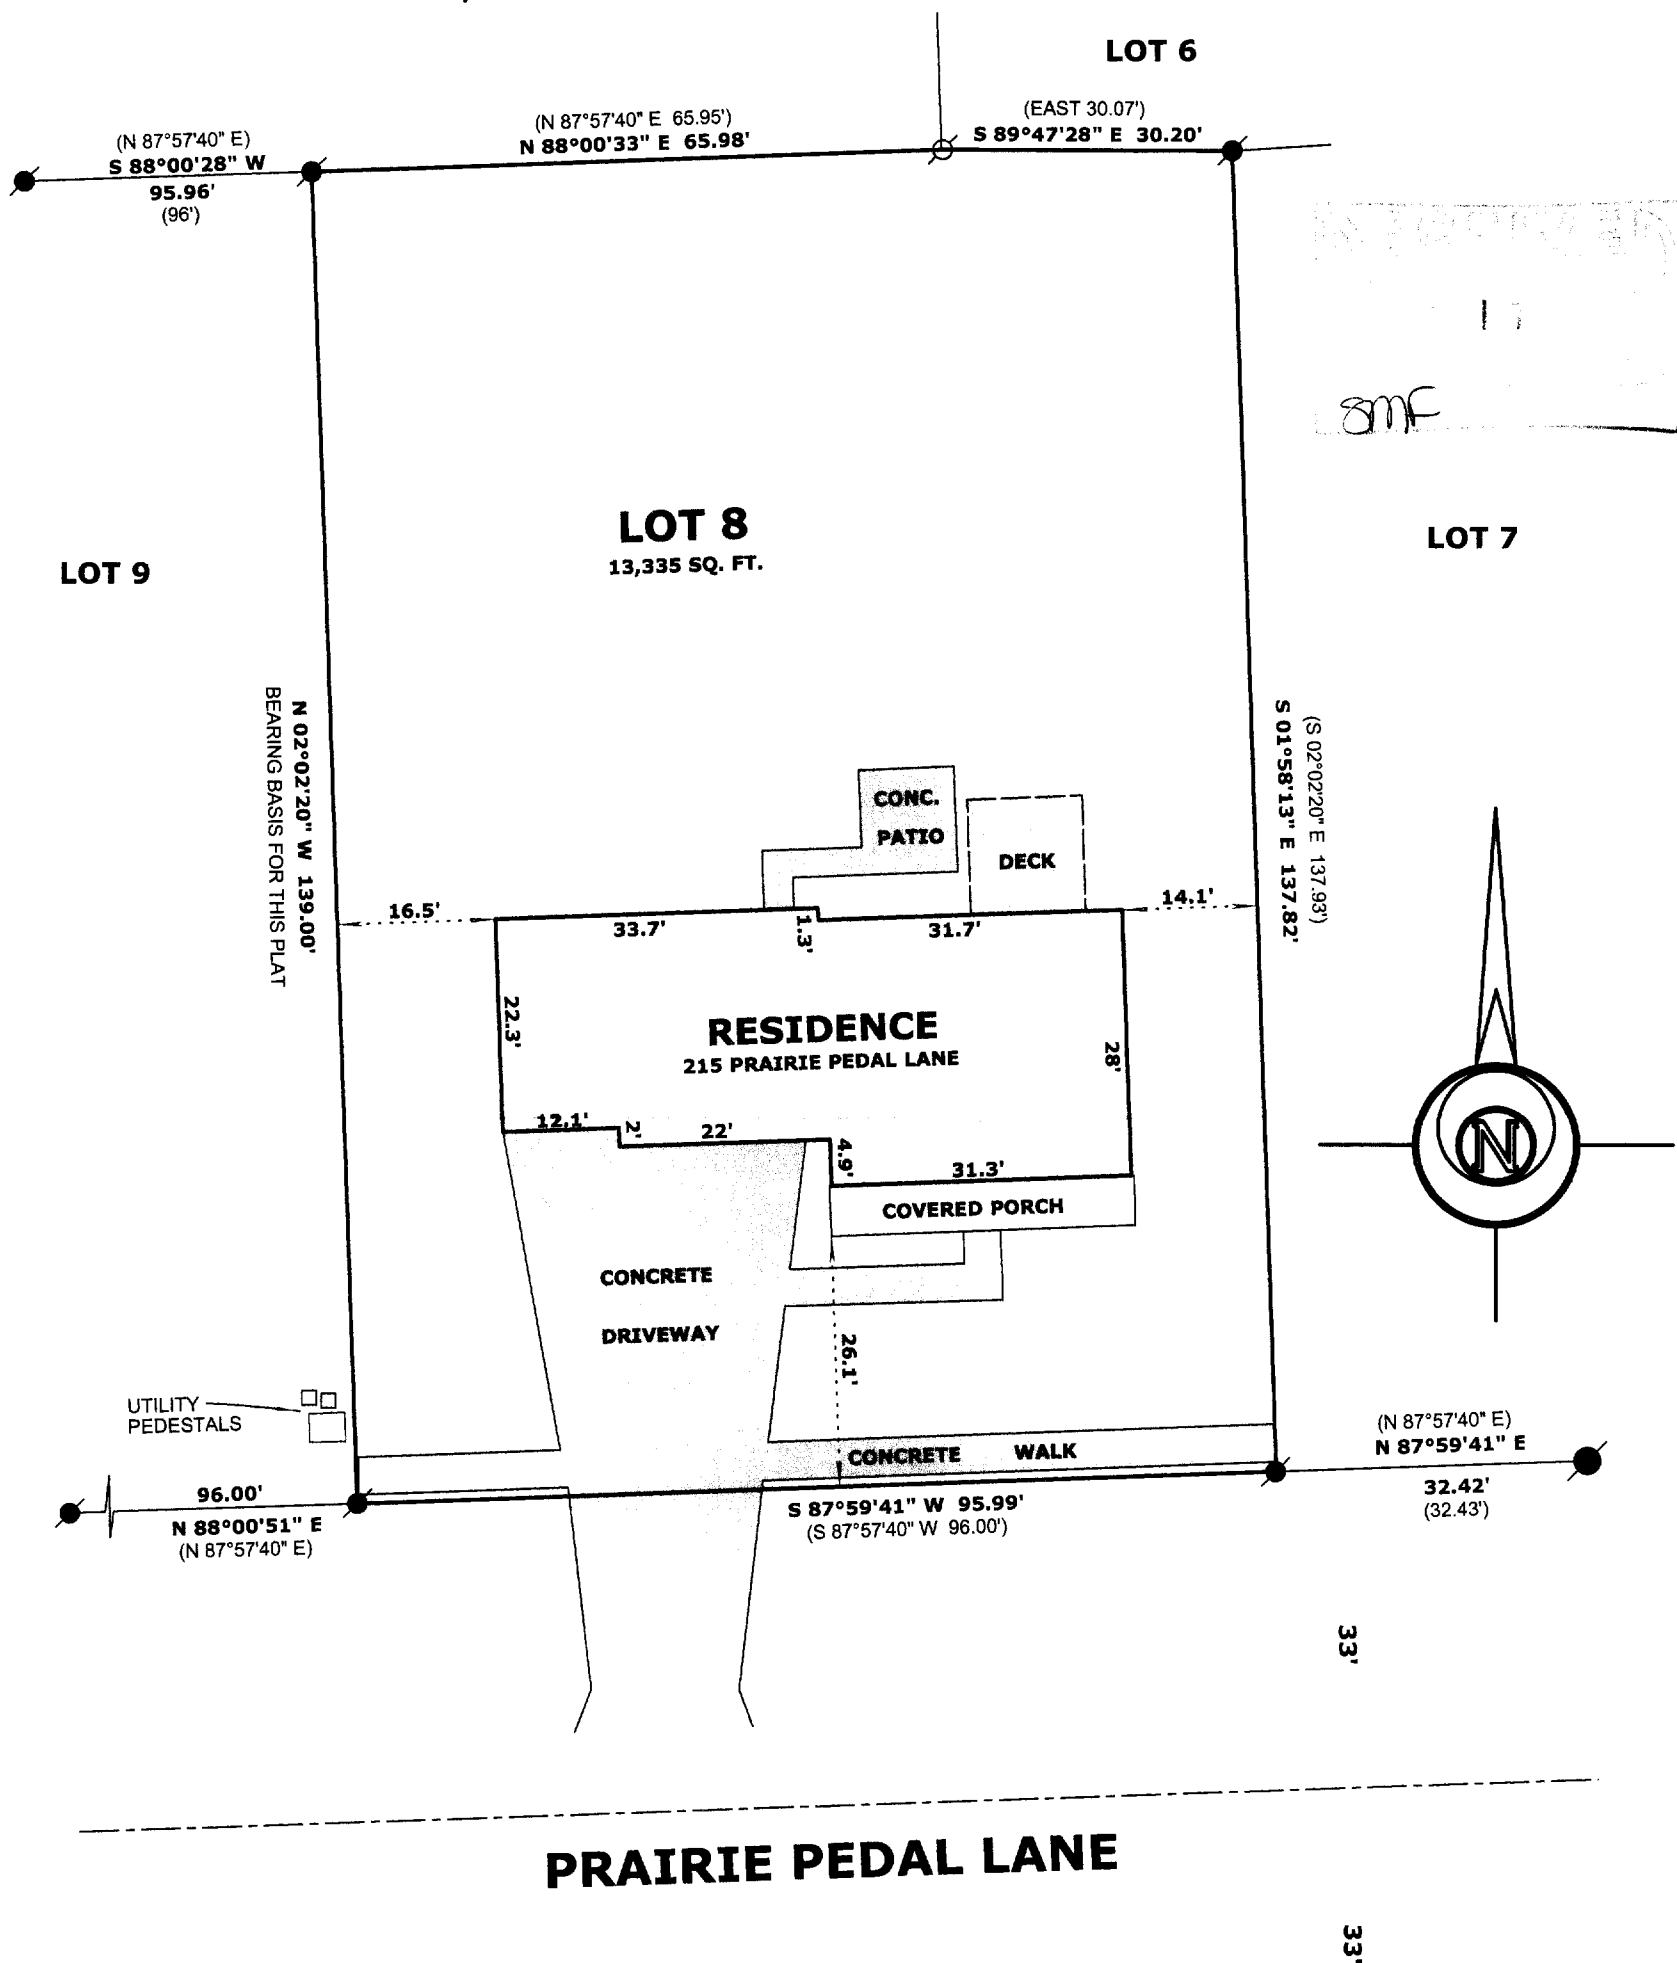 LOT 6
(N 87°57'40" E)
S 88°00'28" W
95.96'
(96')
(N 87°57'40" E 65.95')
N 88°00'33" E 65.98'
(EAST 30.07')
S 89°47'28" E 30.20'
SMF
LOT 8
13,335 SQ. FT.
LOT 9
LOT 7
N 02°02'20" W 139.00'
BEARING BASIS FOR THIS PLAT
(S 02°02'20" E 137.93')
S 01°58'13" E 137.82'
CONC.
PATIO
DECK
16.5'
33.7'
1.3'
31.7'
14.1'
22.3'
RESIDENCE
215 PRAIRIE PEDAL LANE
28'
12.1'
2'
22'
4.9'
31.3'
COVERED PORCH
N
CONCRETE
DRIVEWAY
26.1'
UTILITY
PEDESTALS
CONCRETE WALK
(N 87°57'40" E)
N 87°59'41" E
32.42'
(32.43')
96.00'
N 88°00'51" E
(N 87°57'40" E)
S 87°59'41" W 95.99'
(S 87°57'40" W 96.00')
33'
PRAIRIE PEDAL LANE
33'